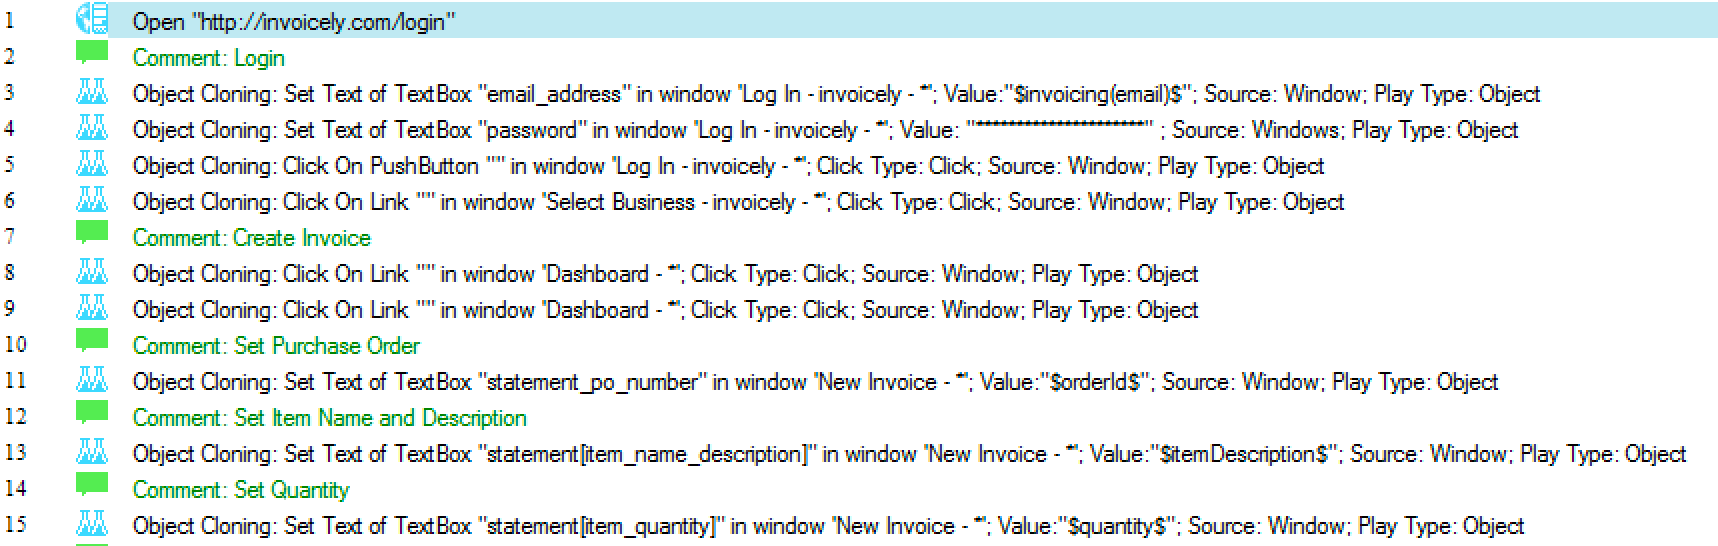 1 Open "http://invoicely.com/login"
2 Comment: Login
3 Object Cloning: Set Text of TextBox "email_address" in window 'Log In - invoicely - *'; Value:"$invoicing(email)$"; Source: Window; Play Type: Object
4 Object Cloning: Set Text of TextBox "password" in window 'Log In - invoicely - *'; Value: "*********************" ; Source: Windows; Play Type: Object
5 Object Cloning: Click On PushButton "" in window 'Log In - invoicely - *'; Click Type: Click; Source: Window; Play Type: Object
6 Object Cloning: Click On Link "" in window 'Select Business - invoicely - *'; Click Type: Click; Source: Window; Play Type: Object
7 Comment: Create Invoice
8 Object Cloning: Click On Link "" in window 'Dashboard - *'; Click Type: Click; Source: Window; Play Type: Object
9 Object Cloning: Click On Link "" in window 'Dashboard - *'; Click Type: Click; Source: Window; Play Type: Object
10 Comment: Set Purchase Order
11 Object Cloning: Set Text of TextBox "statement_po_number" in window 'New Invoice - *'; Value:"$orderId$"; Source: Window; Play Type: Object
12 Comment: Set Item Name and Description
13 Object Cloning: Set Text of TextBox "statement[item_name_description]" in window 'New Invoice - *'; Value:"$itemDescription$"; Source: Window; Play Type: Object
14 Comment: Set Quantity
15 Object Cloning: Set Text of TextBox "statement[item_quantity]" in window 'New Invoice - *'; Value:"$quantity$"; Source: Window; Play Type: Object